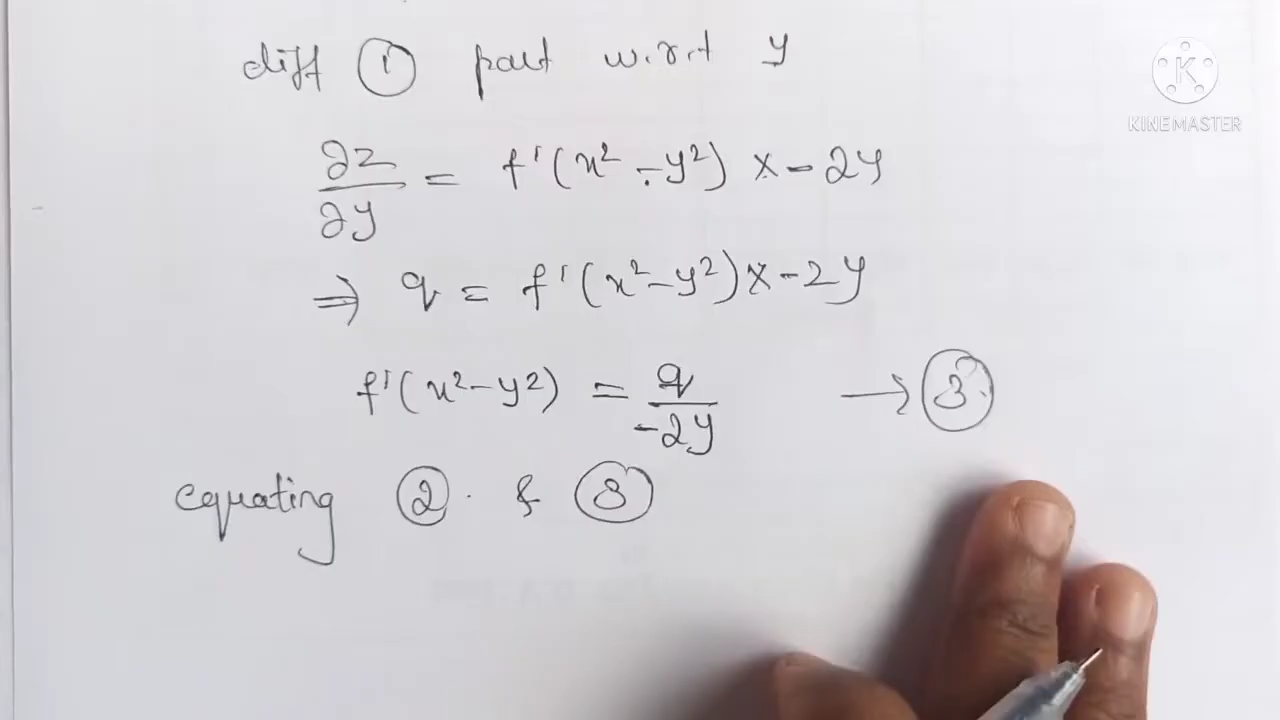 diff ① part w.r.t y
K
KINEMASTER
∂z/∂y = f'(x² - y²) x - 2y
⇒ q = f'(x² - y²) x - 2y
f'(x² - y²) = q/-2y → ③
equating ② & ③